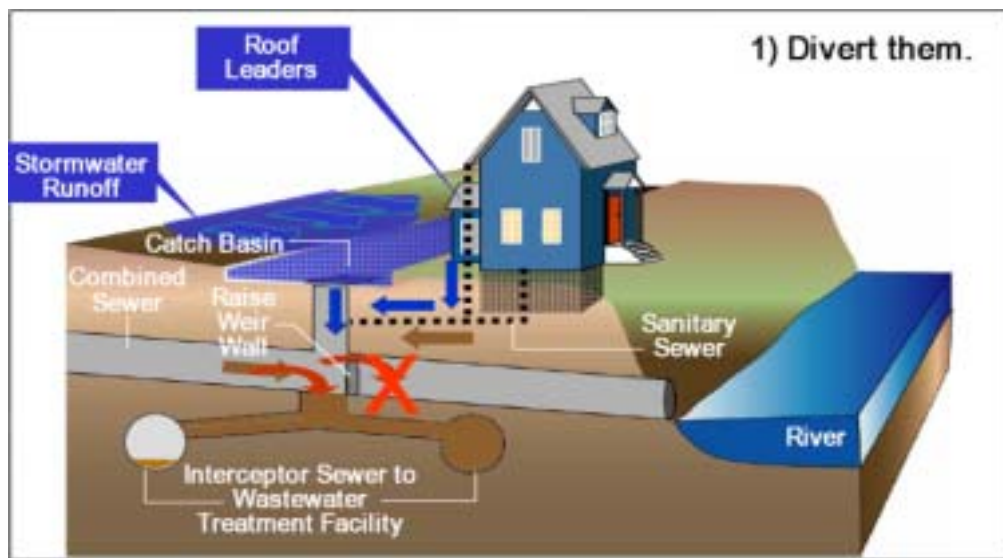 1) Divert them.
Roof
Leaders
Stormwater
Runoff
Catch Basin
Combined
Sewer
Raise
Weir
Wall
Sanitary
Sewer
X
River
Interceptor Sewer to
Wastewater
Treatment Facility